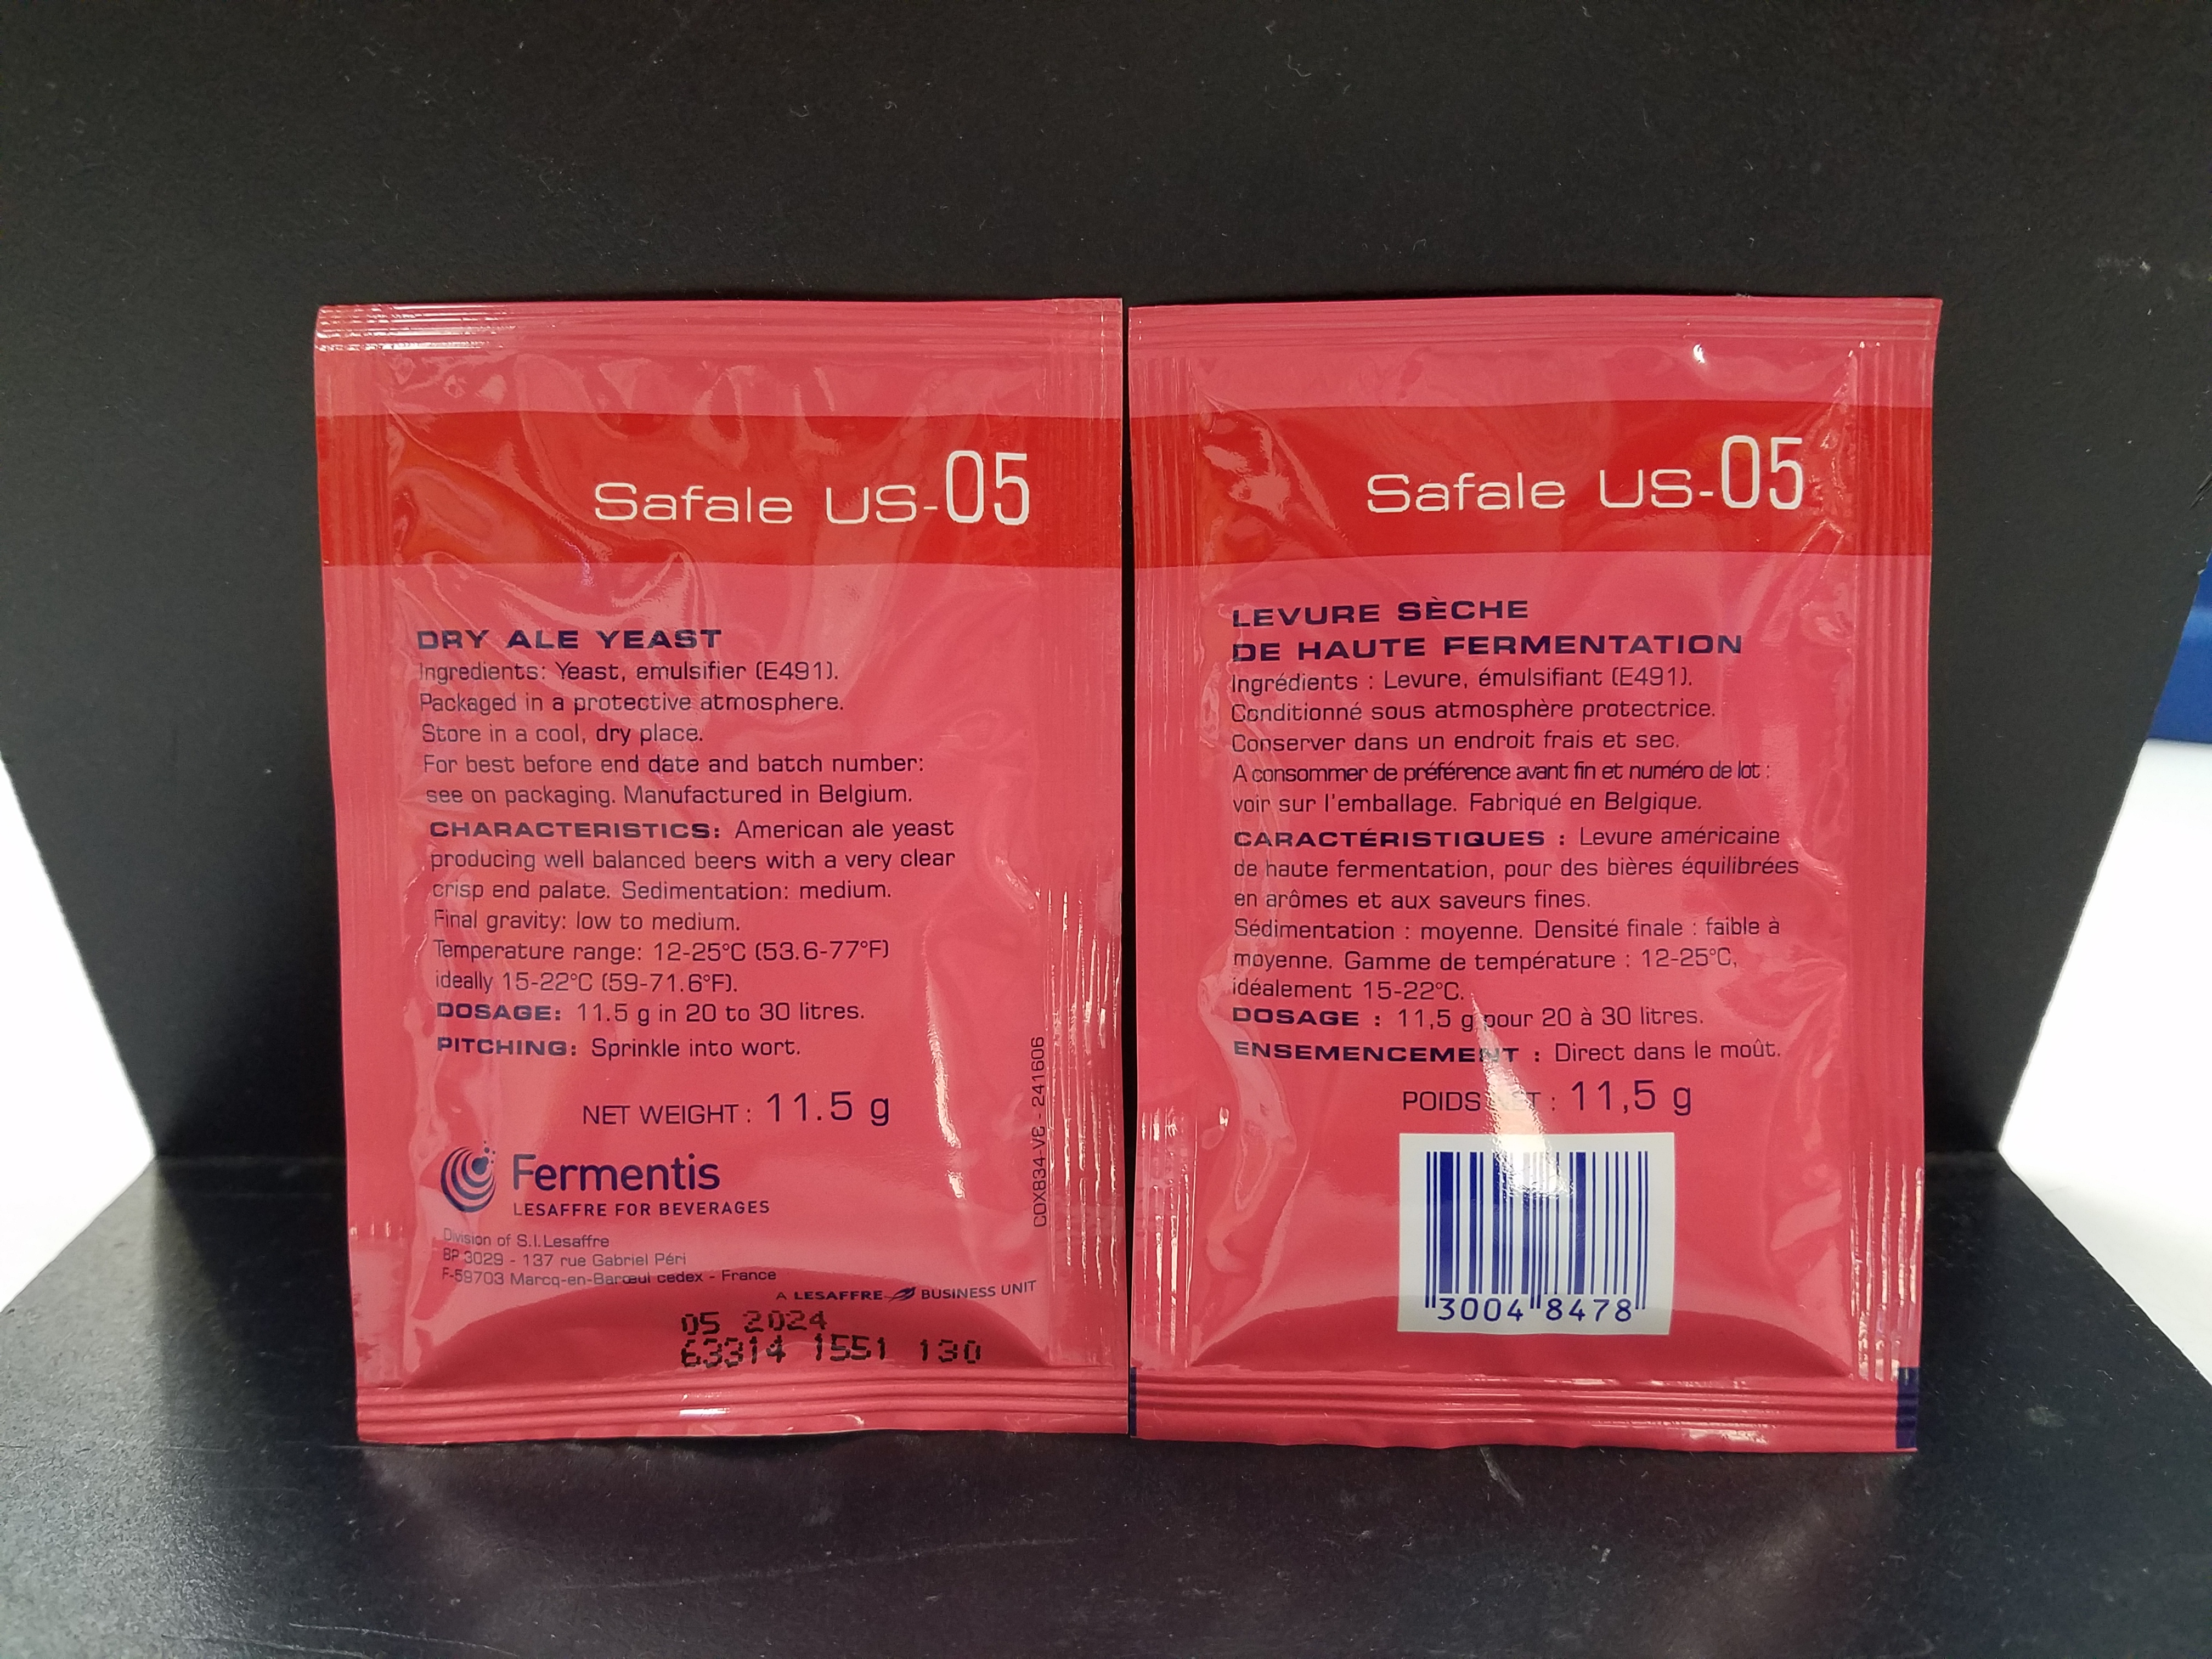 Safale US-05
DRY ALE YEAST
Ingredients: Yeast, emulsifier (E491).
Packaged in a protective atmosphere.
Store in a cool, dry place.
For best before end date and batch number:
see on packaging. Manufactured in Belgium.
CHARACTERISTICS: American ale yeast
producing well balanced beers with a very clear
crisp end palate. Sedimentation: medium.
Final gravity: low to medium.
Temperature range: 12-25°C (53.6-77°F)
ideally 15-22°C (59-71.6°F).
DOSAGE: 11.5 g in 20 to 30 litres.
PITCHING: Sprinkle into wort.
NET WEIGHT: 11.5 g
Fermentis
LESAFFRE FOR BEVERAGES
Division of S.I.Lesaffre
BP 3029 - 137 rue Gabriel Péri
F-59703 Marcq-en-Barœul cedex - France
A LESAFFRE BUSINESS UNIT
05 2024
63314 1551 130
241606
Safale US-05
LEVURE SÈCHE
DE HAUTE FERMENTATION
Ingrédients : Levure, émulsifiant (E491).
Conditionné sous atmosphère protectrice.
Conserver dans un endroit frais et sec.
A consommer de préférence avant fin et numéro de lot :
voir sur l'emballage. Fabriqué en Belgique.
CARACTÉRISTIQUES : Levure américaine
de haute fermentation, pour des bières équilibrées
en arômes et aux saveurs fines.
Sédimentation : moyenne. Densité finale : faible à
moyenne. Gamme de température : 12-25°C,
idéalement 15-22°C.
DOSAGE : 11,5 g pour 20 à 30 litres.
ENSEMENCEMENT : Direct dans le moût.
POIDS : 11,5 g
3004 8478